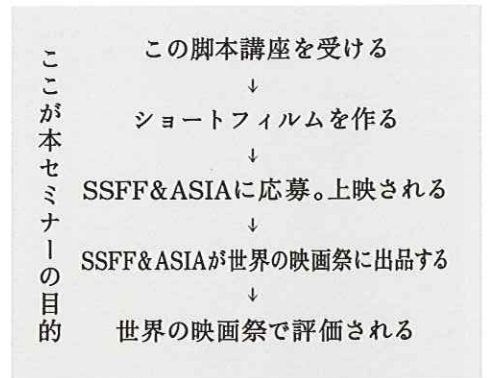 ここが本セミナーの目的
この脚本講座を受ける
↓
ショートフィルムを作る
↓
SSFF&ASIAに応募。上映される
↓
SSFF&ASIAが世界の映画祭に出品する
↓
世界の映画祭で評価される